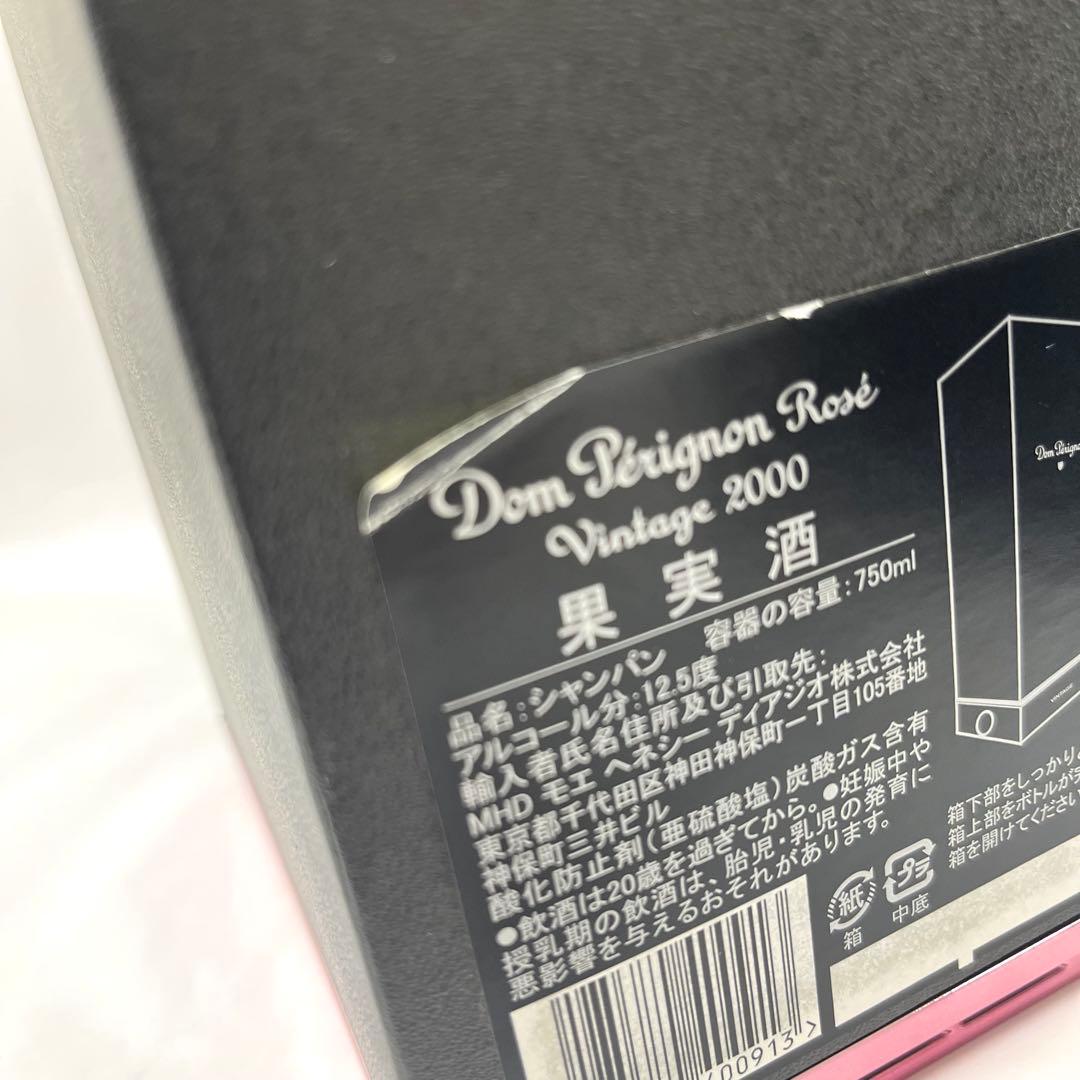 Dom Pérignon Rosé
Vintage 2000
果実酒
品名:シャンパン 容器の容量:750ml
アルコール分:12.5度
輸入者氏名住所及び引取先:
MHD モエ ヘネシー ディアジオ株式会社
東京都千代田区神田神保町一丁目105番地
神保町三井ビル
酸化防止剤(亜硫酸塩)炭酸ガス含有
●飲酒は20歳を過ぎてから。●妊娠中や
授乳期の飲酒は、胎児・乳児の発育に
悪影響を与えるおそれがあります。
00913>
Dom
VINTAGE
箱下部をしっかり
箱上部をボトルが
箱を開けてください
紙
箱
プラ
中底